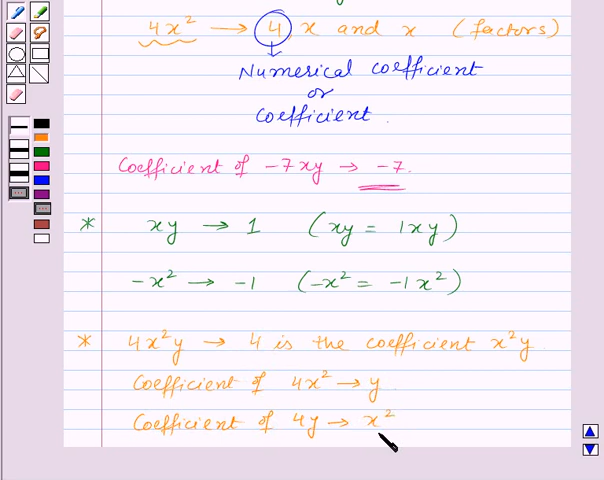 4x² → 4 x and x (factors)
Numerical coefficient
or
coefficient.
Coefficient of -7xy → -7.
* xy → 1 (xy = 1xy)
-x² → -1 (-x² = -1x²)
* 4x²y → 4 is the coefficient x²y
Coefficient of 4x² → y
Coefficient of 4y → x²